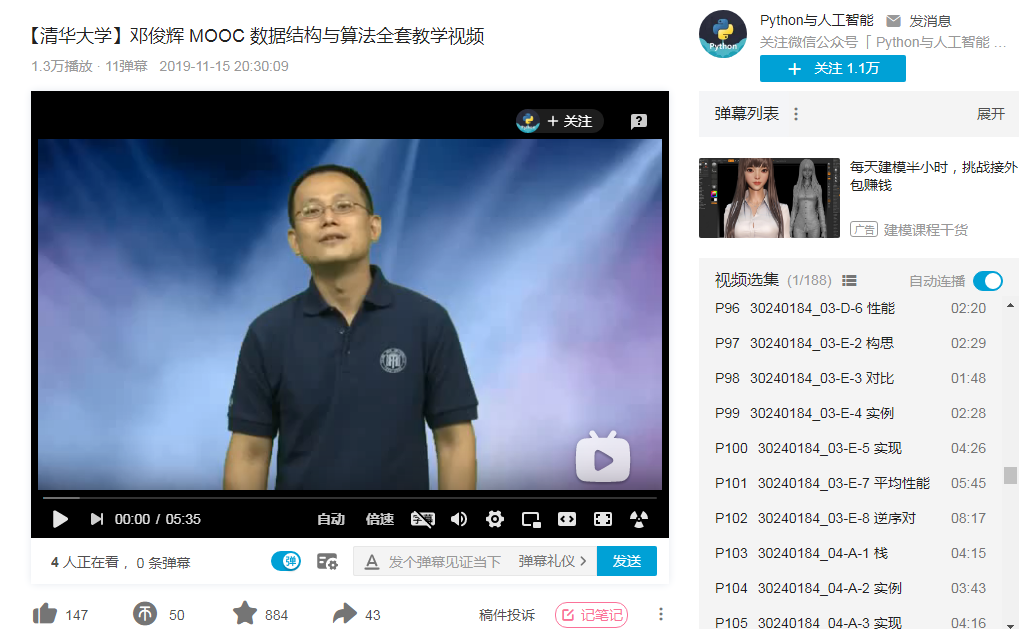 【清华大学】邓俊辉 MOOC 数据结构与算法全套教学视频
1.3万播放 · 11弹幕 2019-11-15 20:30:09
+ 关注
00:00 / 05:35
自动
倍速
字幕
4 人正在看， 0 条弹幕
弹
A 发个弹幕见证当下
弹幕礼仪 >
发送
147
50
884
43
稿件投诉
记笔记
Python
Python与人工智能
发消息
关注微信公众号「 Python与人工智能 ...
+ 关注 1.1万
弹幕列表
展开
每天建模半小时，挑战接外
包赚钱
广告 建模课程干货
视频选集 (1/188)
自动连播
P96 30240184_03-D-6 性能 02:20
P97 30240184_03-E-2 构思 02:29
P98 30240184_03-E-3 对比 01:48
P99 30240184_03-E-4 实例 02:28
P100 30240184_03-E-5 实现 04:26
P101 30240184_03-E-7 平均性能 05:45
P102 30240184_03-E-8 逆序对 08:17
P103 30240184_04-A-1 栈 04:15
P104 30240184_04-A-2 实例 03:43
P105 30240184_04-A-3 实现 04:16